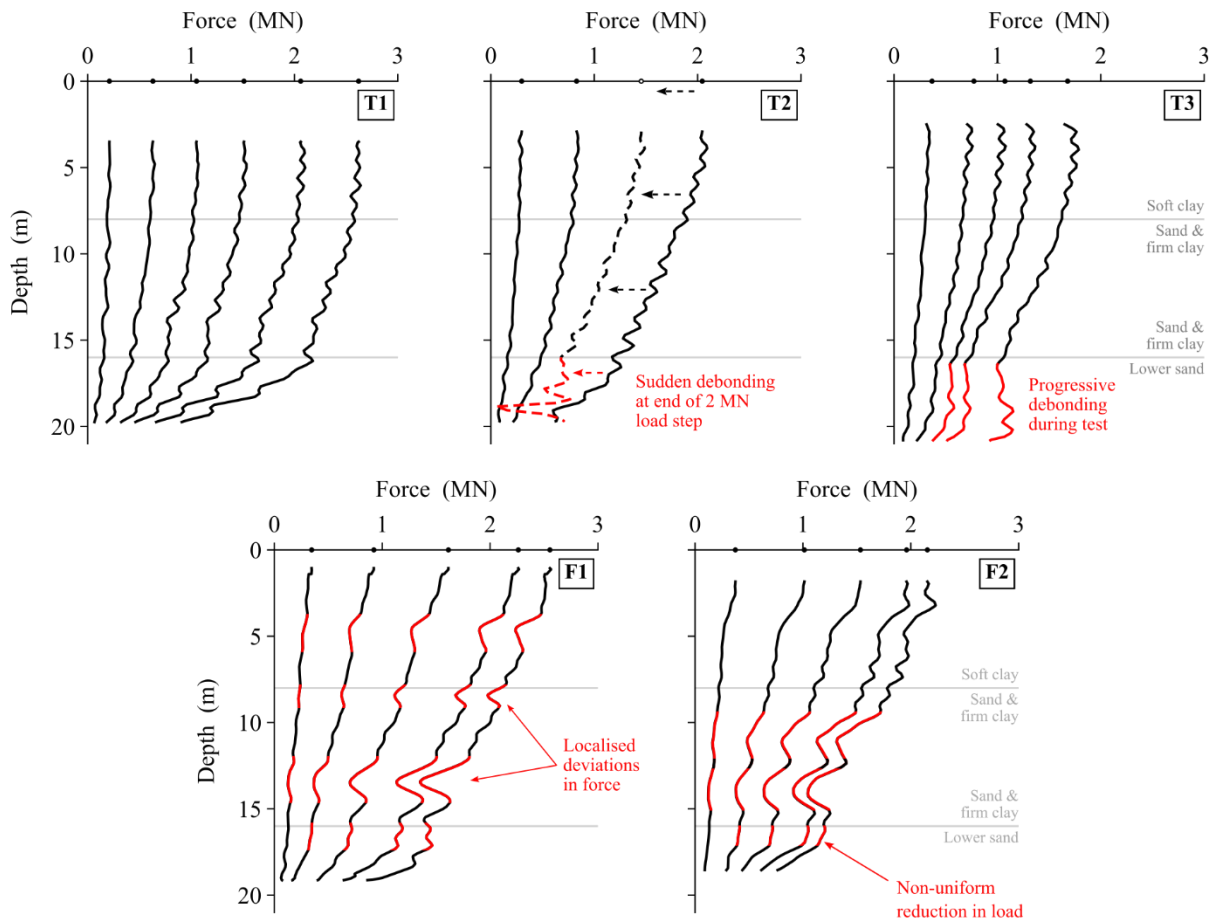 Force (MN)
Force (MN)
Force (MN)
0 1 2 3
0 1 2 3
0 1 2 3
Depth (m)
0
5
10
15
20
T1
T2
Sudden debonding
at end of 2 MN
load step
T3
Soft clay
Sand &
firm clay
Sand &
firm clay
Lower sand
Progressive
debonding
during test
Force (MN)
Force (MN)
0 1 2 3
0 1 2 3
Depth (m)
0
5
10
15
20
F1
Localised
deviations
in force
F2
Soft clay
Sand &
firm clay
Sand &
firm clay
Lower sand
Non-uniform
reduction in load